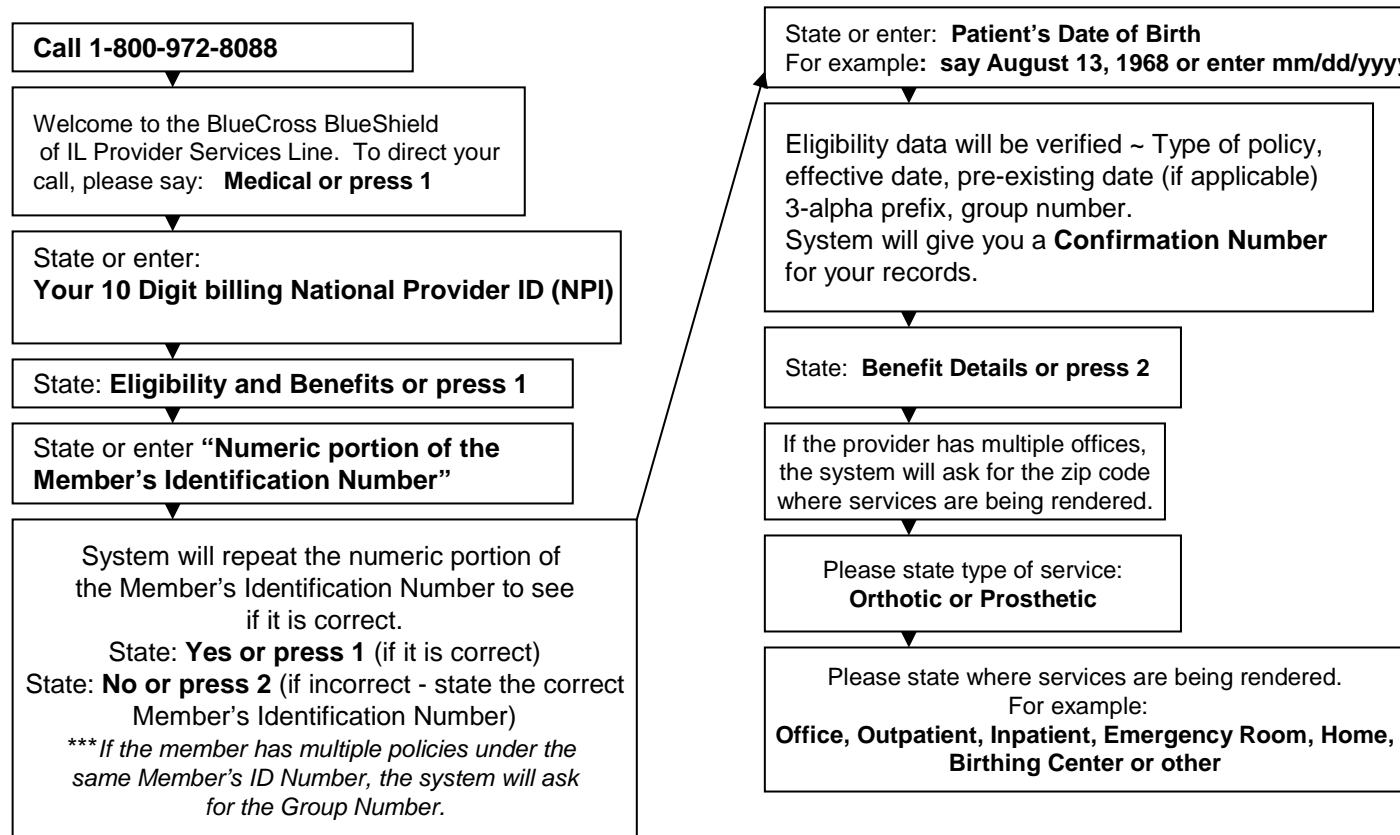 Call 1-800-972-8088
Welcome to the BlueCross BlueShield
of IL Provider Services Line. To direct your
call, please say: Medical or press 1
State or enter:
Your 10 Digit billing National Provider ID (NPI)
State: Eligibility and Benefits or press 1
State or enter “Numeric portion of the
Member’s Identification Number”
System will repeat the numeric portion of
the Member’s Identification Number to see
if it is correct.
State: Yes or press 1 (if it is correct)
State: No or press 2 (if incorrect - state the correct
Member’s Identification Number)
***If the member has multiple policies under the
same Member’s ID Number, the system will ask
for the Group Number.
State or enter: Patient’s Date of Birth
For example: say August 13, 1968 or enter mm/dd/yyyy
Eligibility data will be verified ~ Type of policy,
effective date, pre-existing date (if applicable)
3-alpha prefix, group number.
System will give you a Confirmation Number
for your records.
State: Benefit Details or press 2
If the provider has multiple offices,
the system will ask for the zip code
where services are being rendered.
Please state type of service:
Orthotic or Prosthetic
Please state where services are being rendered.
For example:
Office, Outpatient, Inpatient, Emergency Room, Home,
Birthing Center or other